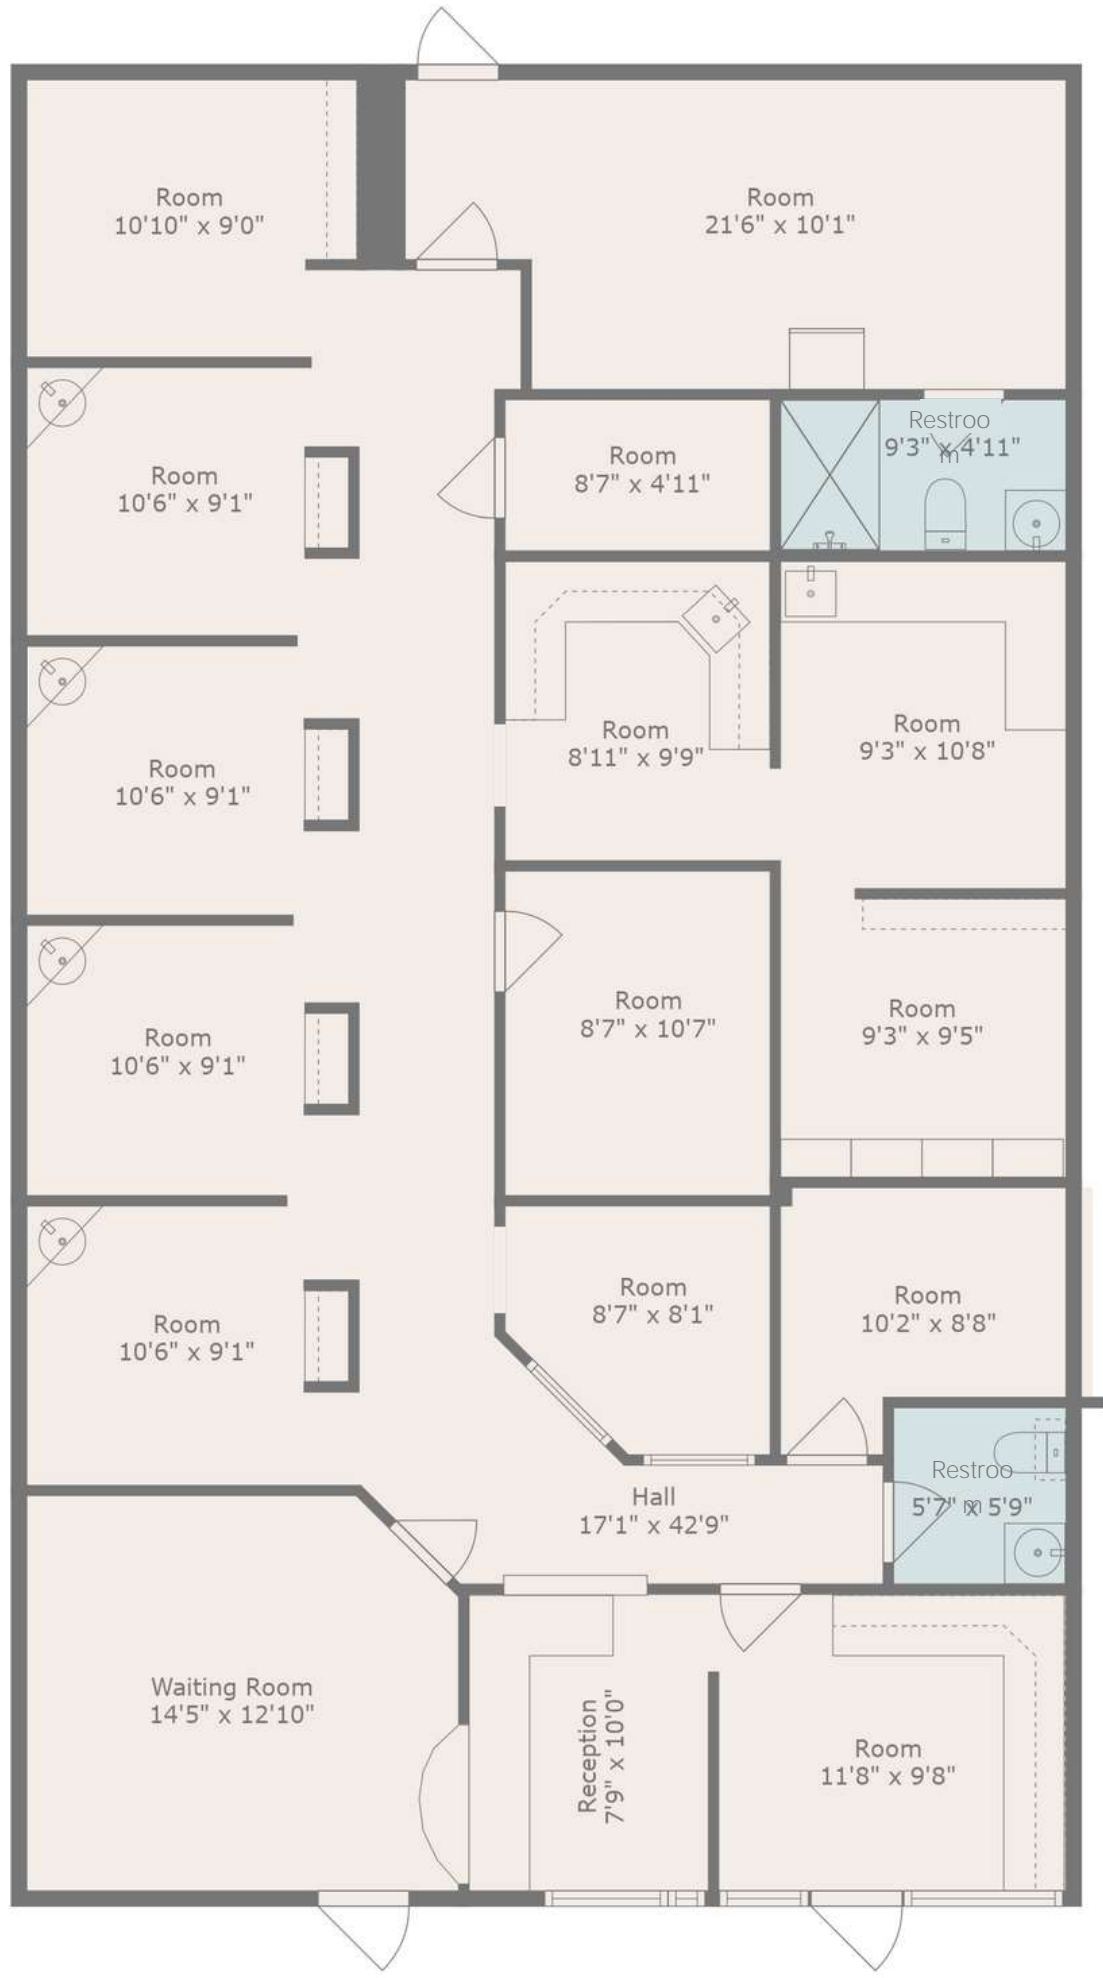 Room
10'10" x 9'0"
Room
21'6" x 10'1"
Restroo
m
9'3" x 4'11"
Room
8'7" x 4'11"
Room
10'6" x 9'1"
Room
8'11" x 9'9"
Room
9'3" x 10'8"
Room
10'6" x 9'1"
Room
8'7" x 10'7"
Room
9'3" x 9'5"
Room
10'6" x 9'1"
Room
8'7" x 8'1"
Room
10'2" x 8'8"
Room
10'6" x 9'1"
Hall
17'1" x 42'9"
Restroo
m
5'7" x 5'9"
Waiting Room
14'5" x 12'10"
Reception
7'9" x 10'0"
Room
11'8" x 9'8"